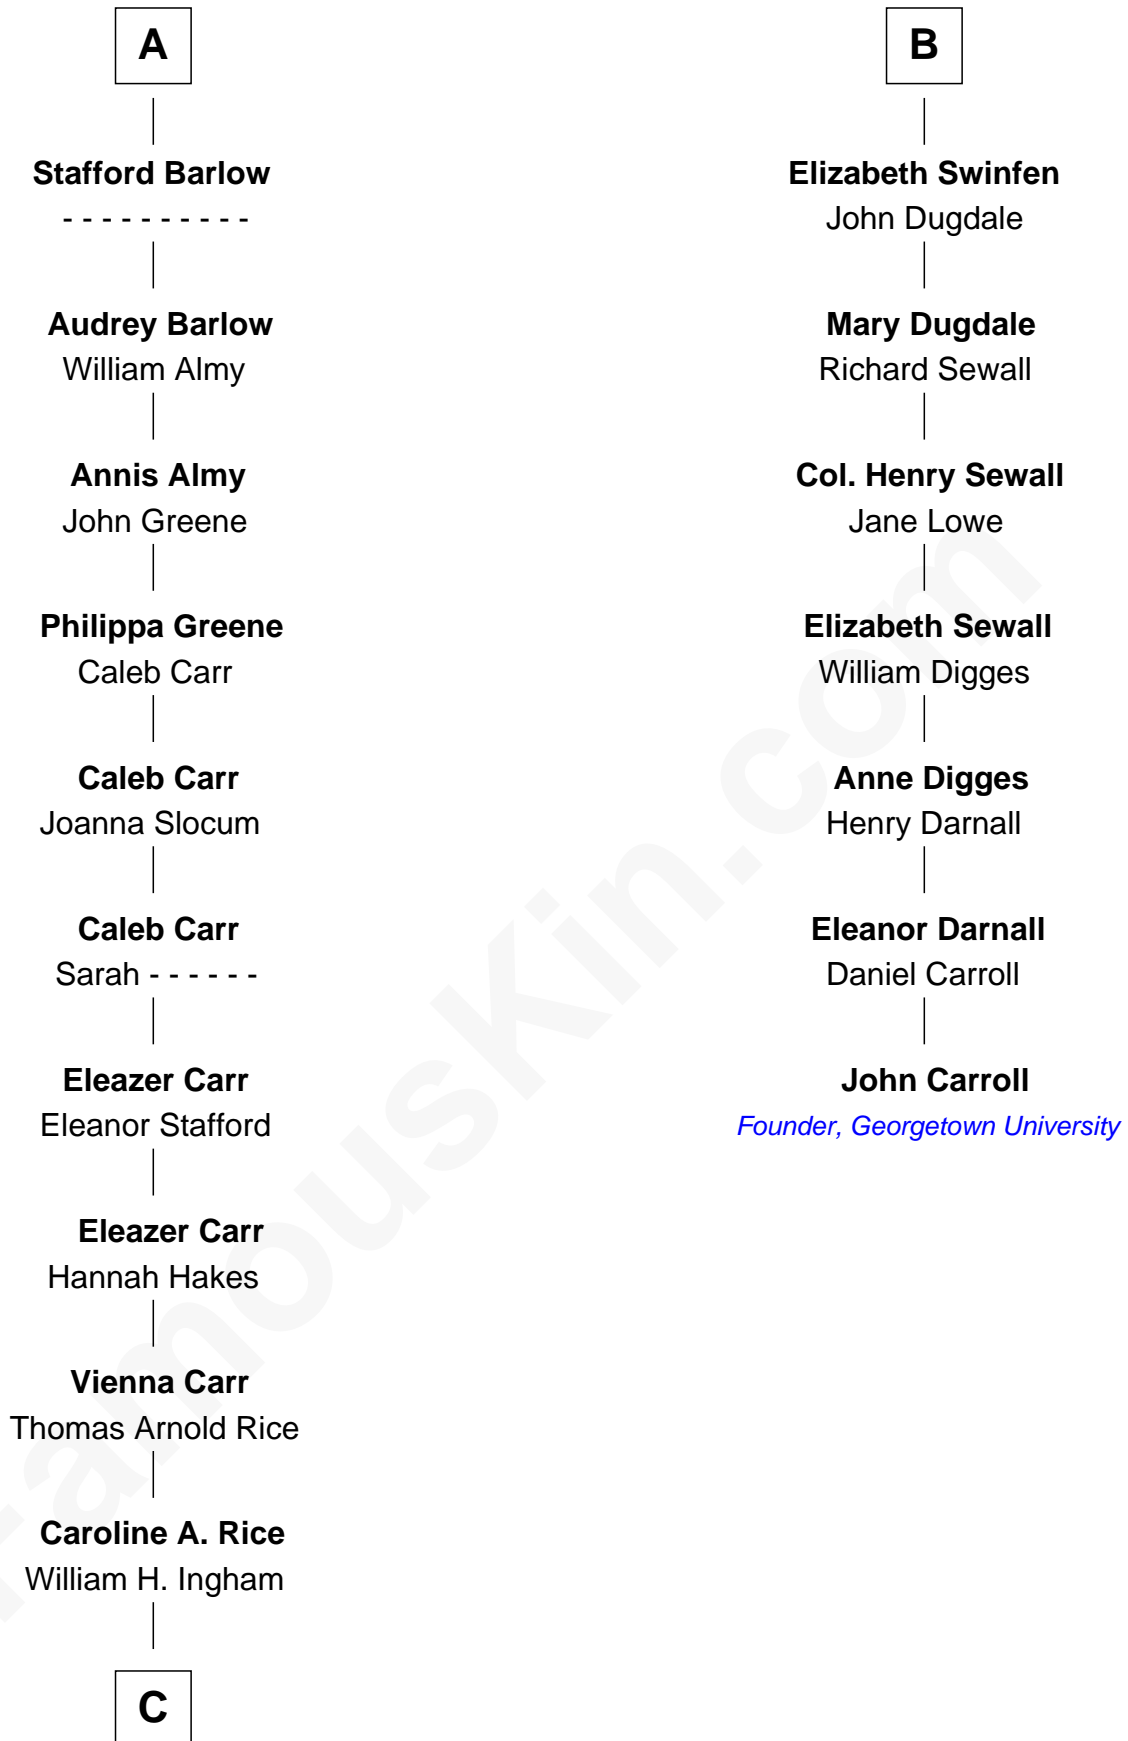 A
Stafford Barlow
- - - - - - - - - -
Audrey Barlow
William Almy
Annis Almy
John Greene
Philippa Greene
Caleb Carr
Caleb Carr
Joanna Slocum
Caleb Carr
Sarah - - - - - -
Eleazer Carr
Eleanor Stafford
Eleazer Carr
Hannah Hakes
Vienna Carr
Thomas Arnold Rice
Caroline A. Rice
William H. Ingham
C
B
Elizabeth Swinfen
John Dugdale
Mary Dugdale
Richard Sewall
Col. Henry Sewall
Jane Lowe
Elizabeth Sewall
William Digges
Anne Digges
Henry Darnall
Eleanor Darnall
Daniel Carroll
John Carroll
Founder, Georgetown University
FamousKin.com